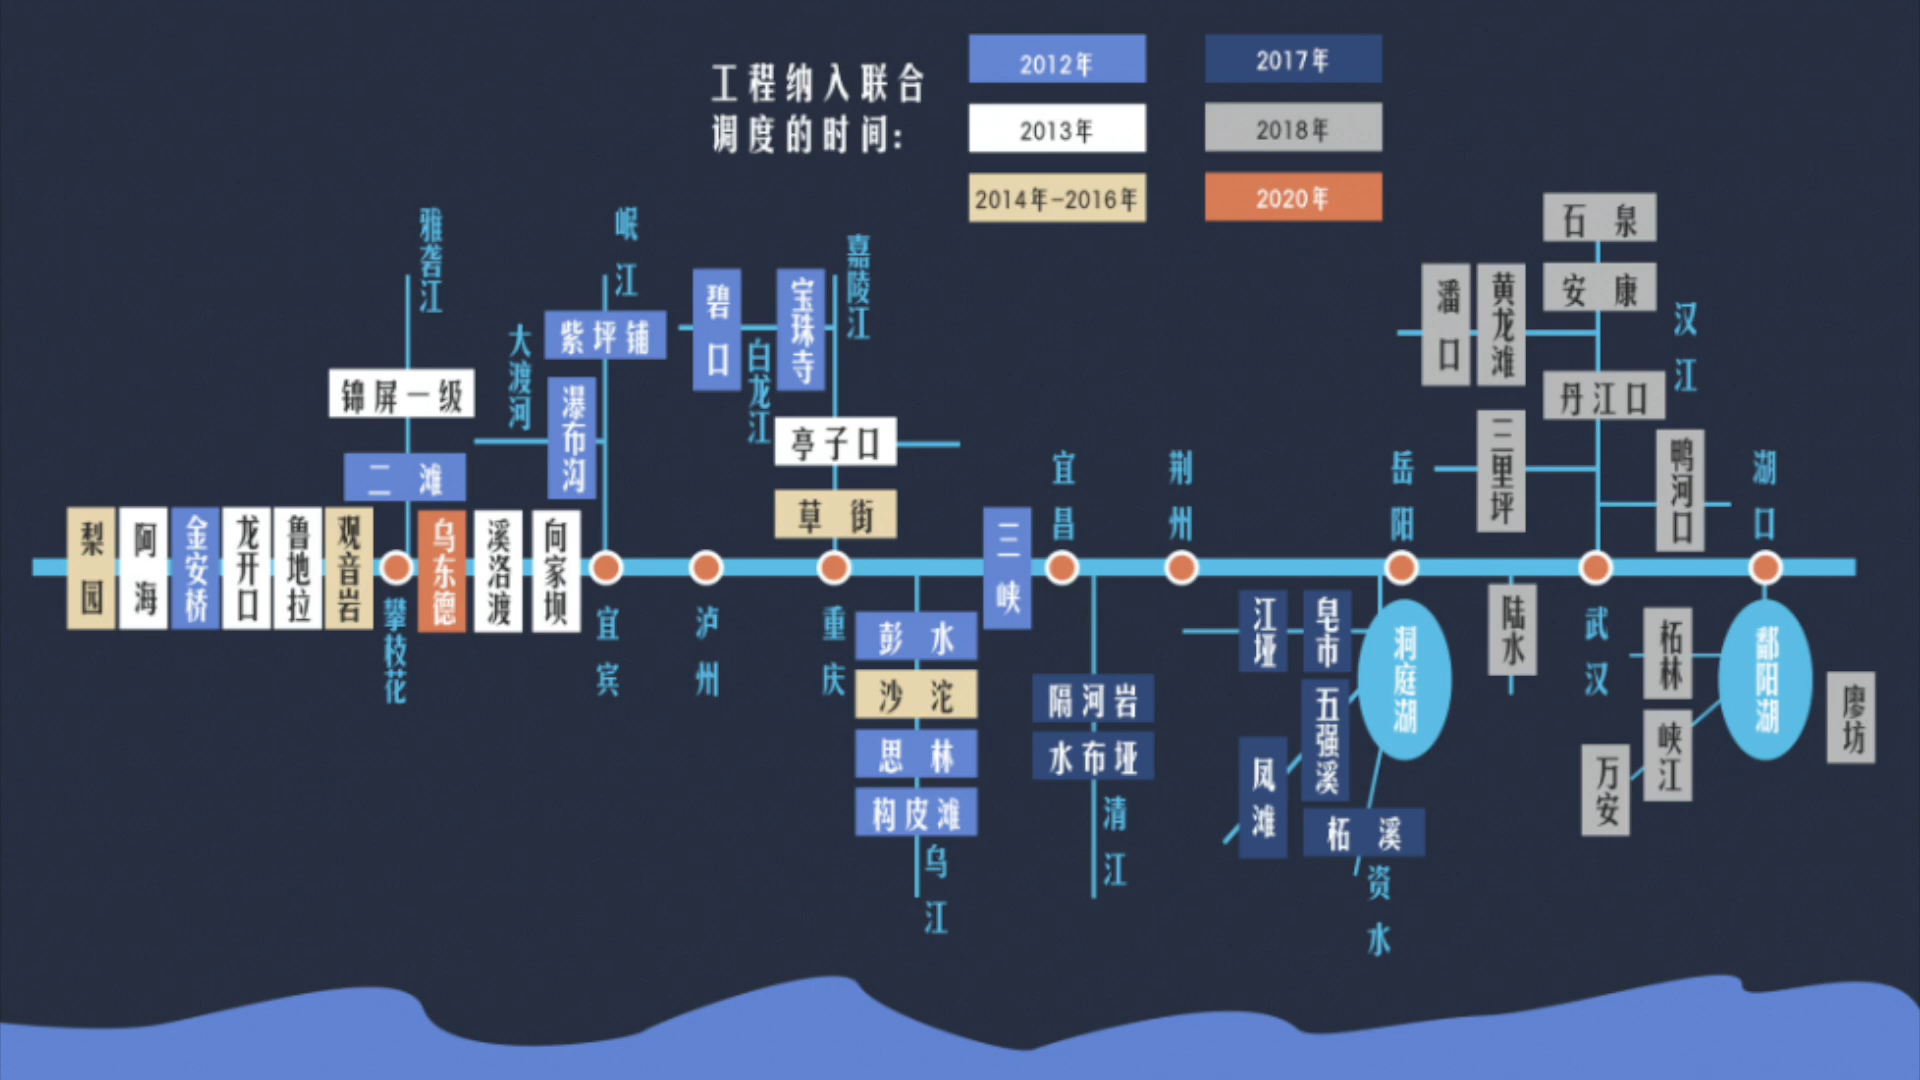 工程纳入联合
调度的时间:
2012年
2017年
2013年
2018年
2014年-2016年
2020年
雅砻江
岷江
嘉陵江
大渡河
白龙江
汉江
石泉
安康
潘口
黄龙滩
丹江口
三里坪
鸭河口
碧口
宝珠寺
紫坪铺
瀑布沟
锦屏一级
二滩
亭子口
草街
梨园
阿海
金安桥
龙开口
鲁地拉
观音岩
攀枝花
乌东德
溪洛渡
向家坝
宜宾
泸州
重庆
三峡
宜昌
荆州
岳阳
武汉
湖口
彭水
沙沱
思林
构皮滩
乌江
隔河岩
水布垭
清江
江垭
皂市
五强溪
凤滩
柘溪
资水
洞庭湖
陆水
柘林
峡江
万安
鄱阳湖
廖坊